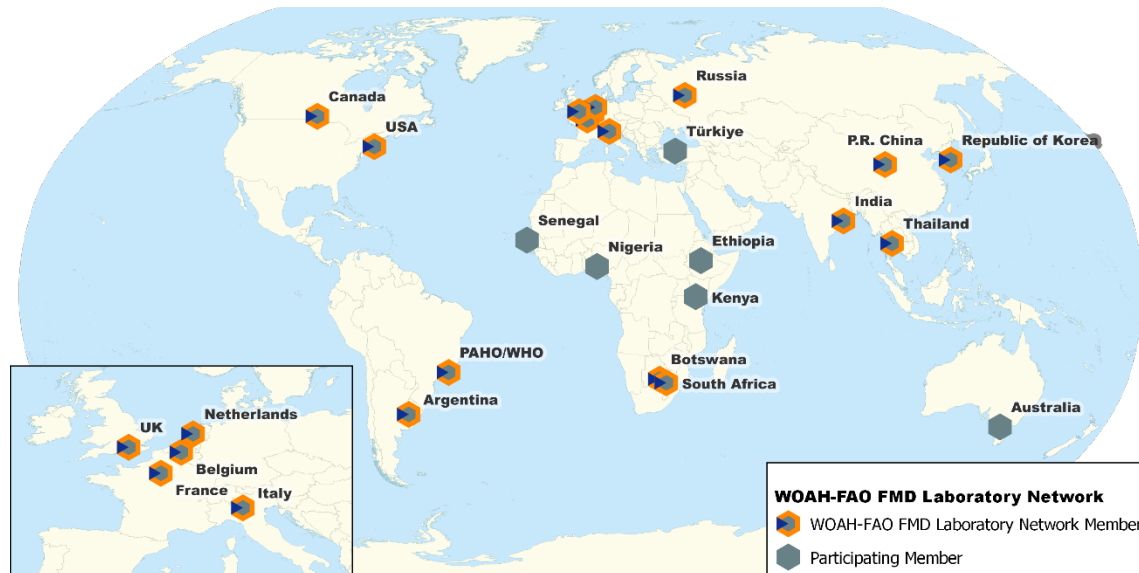 Canada
USA
Russia
Türkiye
P.R. China
Republic of Korea
India
Thailand
Senegal
Nigeria
Ethiopia
Kenya
PAHO/WHO
Argentina
Botswana
South Africa
Australia
UK
Netherlands
Belgium
France
Italy
WOAH-FAO FMD Laboratory Network
WOAH-FAO FMD Laboratory Network Member
Participating Member